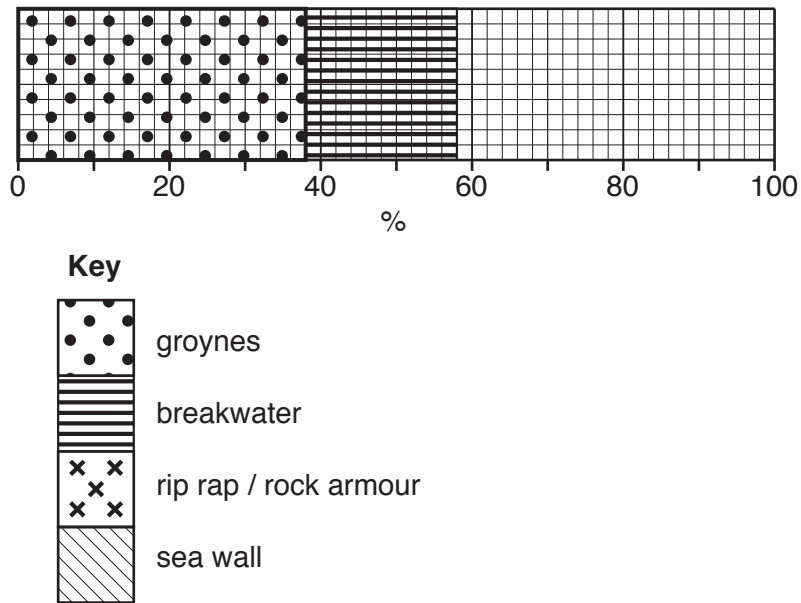 0 20 40 60 80 100
%
Key
groynes
breakwater
rip rap / rock armour
sea wall